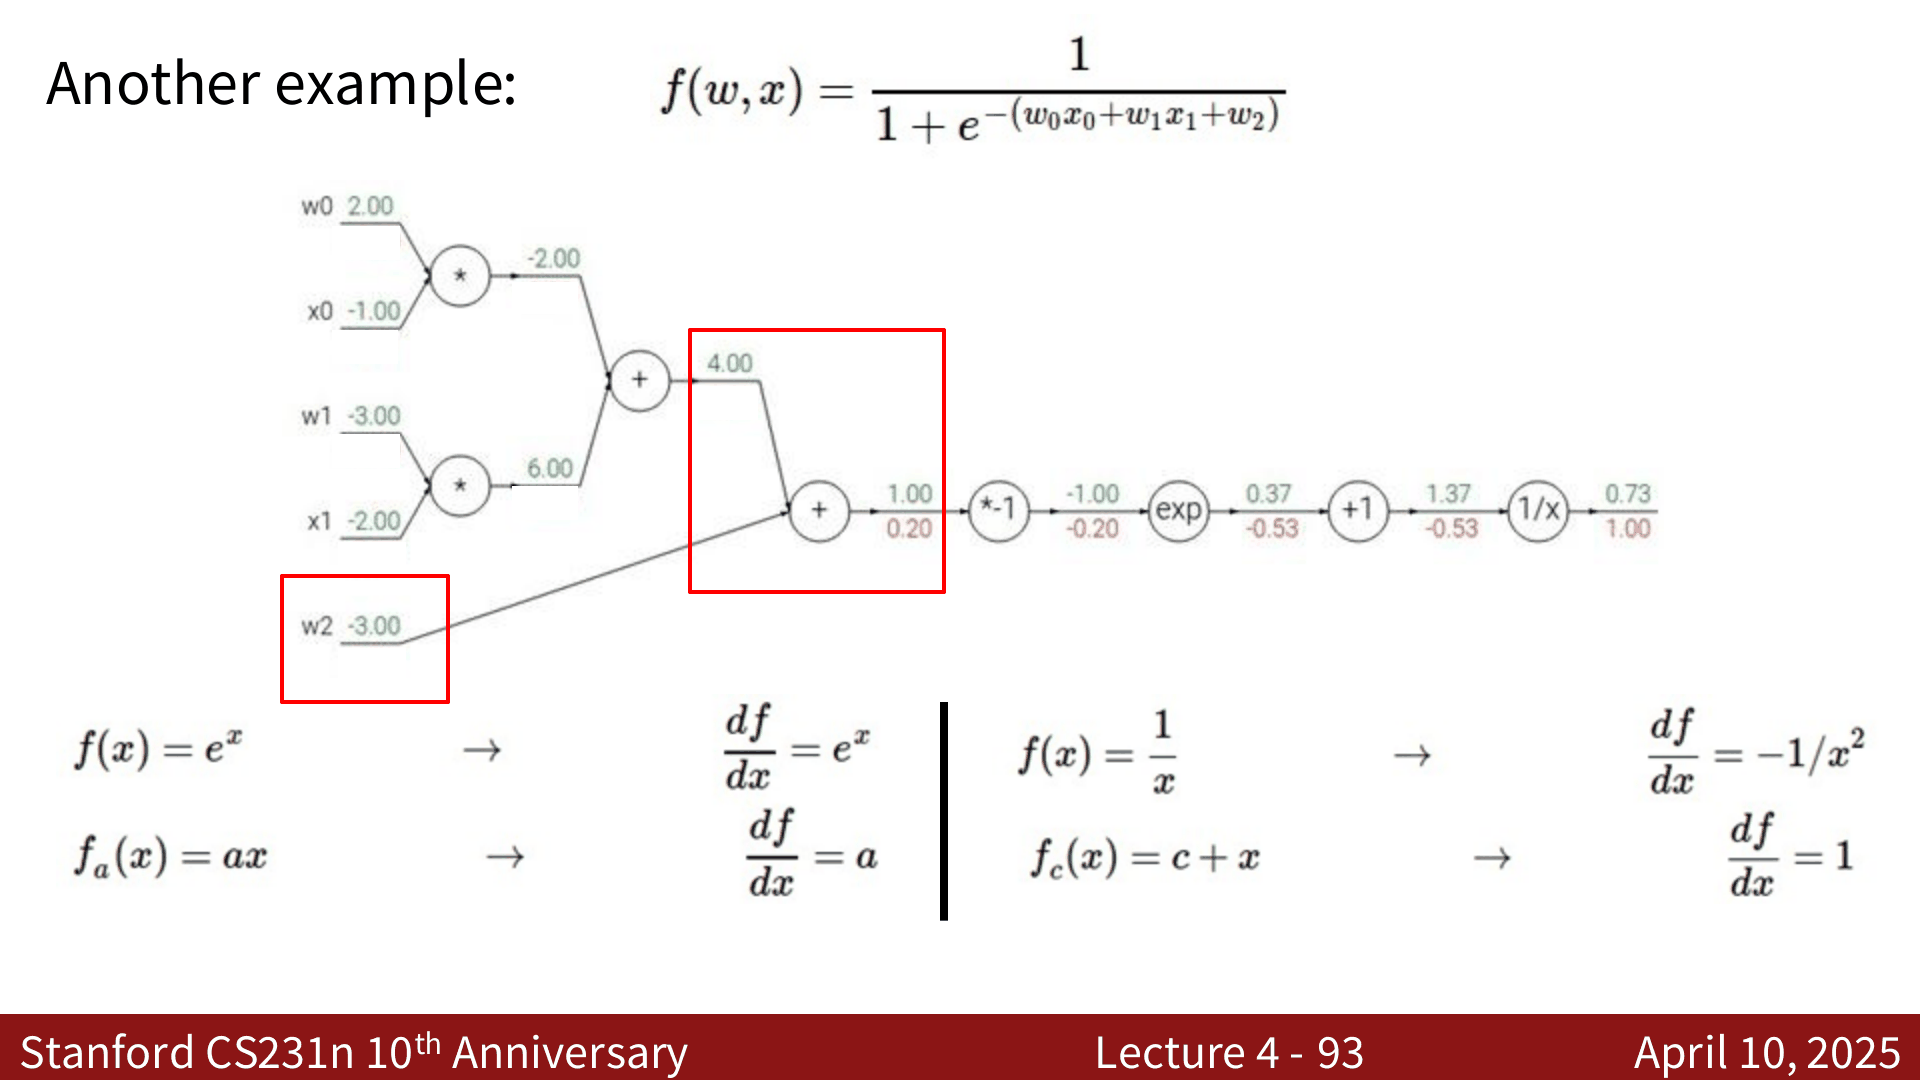 Another example:
f(w,x) = 1 / (1 + e^{-(w_0x_0+w_1x_1+w_2)})
w0 2.00
-2.00
*
x0 -1.00
4.00
+
w1 -3.00
6.00
*
x1 -2.00
+ 1.00 *-1 -1.00 exp 0.37 +1 1.37 1/x 0.73
0.20 -0.20 -0.53 -0.53 1.00
w2 -3.00
f(x) = e^x → df/dx = e^x
f(x) = 1/x → df/dx = −1/x^2
f_a(x) = ax → df/dx = a
f_c(x) = c + x → df/dx = 1
Stanford CS231n 10th Anniversary
Lecture 4 - 93
April 10, 2025